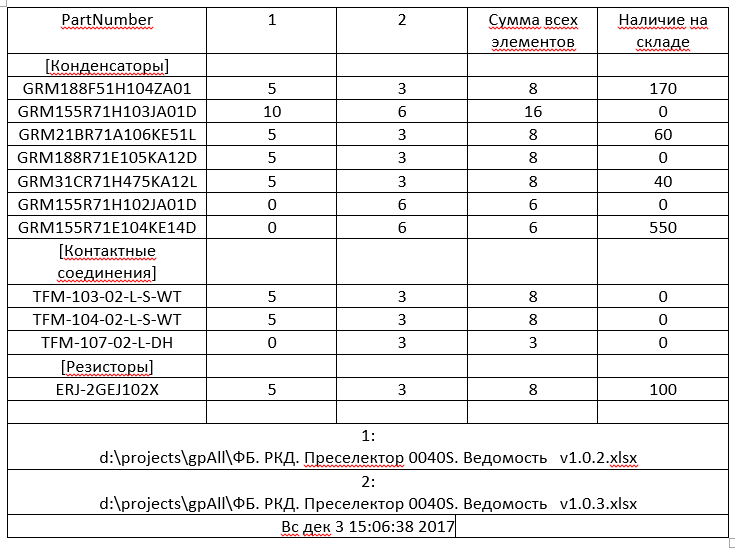 PartNumber 1 2 Сумма всех элементов Наличие на складе
[Конденсаторы]
GRM188F51H104ZA01 5 3 8 170
GRM155R71H103JA01D 10 6 16 0
GRM21BR71A106KE51L 5 3 8 60
GRM188R71E105KA12D 5 3 8 0
GRM31CR71H475KA12L 5 3 8 40
GRM155R71H102JA01D 0 6 6 0
GRM155R71E104KE14D 0 6 6 550
[Контактные
соединения]
TFM-103-02-L-S-WT 5 3 8 0
TFM-104-02-L-S-WT 5 3 8 0
TFM-107-02-L-DH 0 3 3 0
[Резисторы]
ERJ-2GEJ102X 5 3 8 100
1:
d:\projects\gpAll\ФБ. РКД. Преселектор 0040S. Ведомость v1.0.2.xlsx
2:
d:\projects\gpAll\ФБ. РКД. Преселектор 0040S. Ведомость v1.0.3.xlsx
Вс дек 3 15:06:38 2017